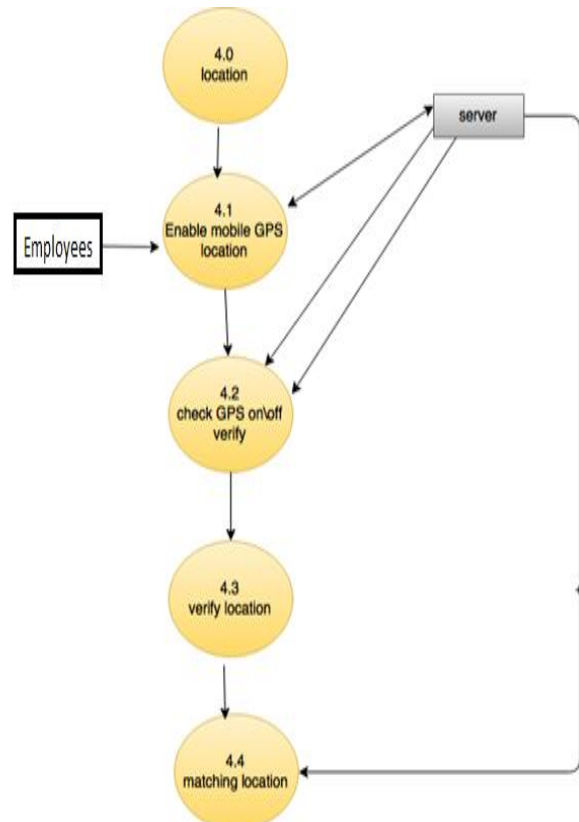 4.0
location
server
4.1
Enable mobile GPS
location
Employees
4.2
check GPS on\off
verify
4.3
verify location
4.4
matching location